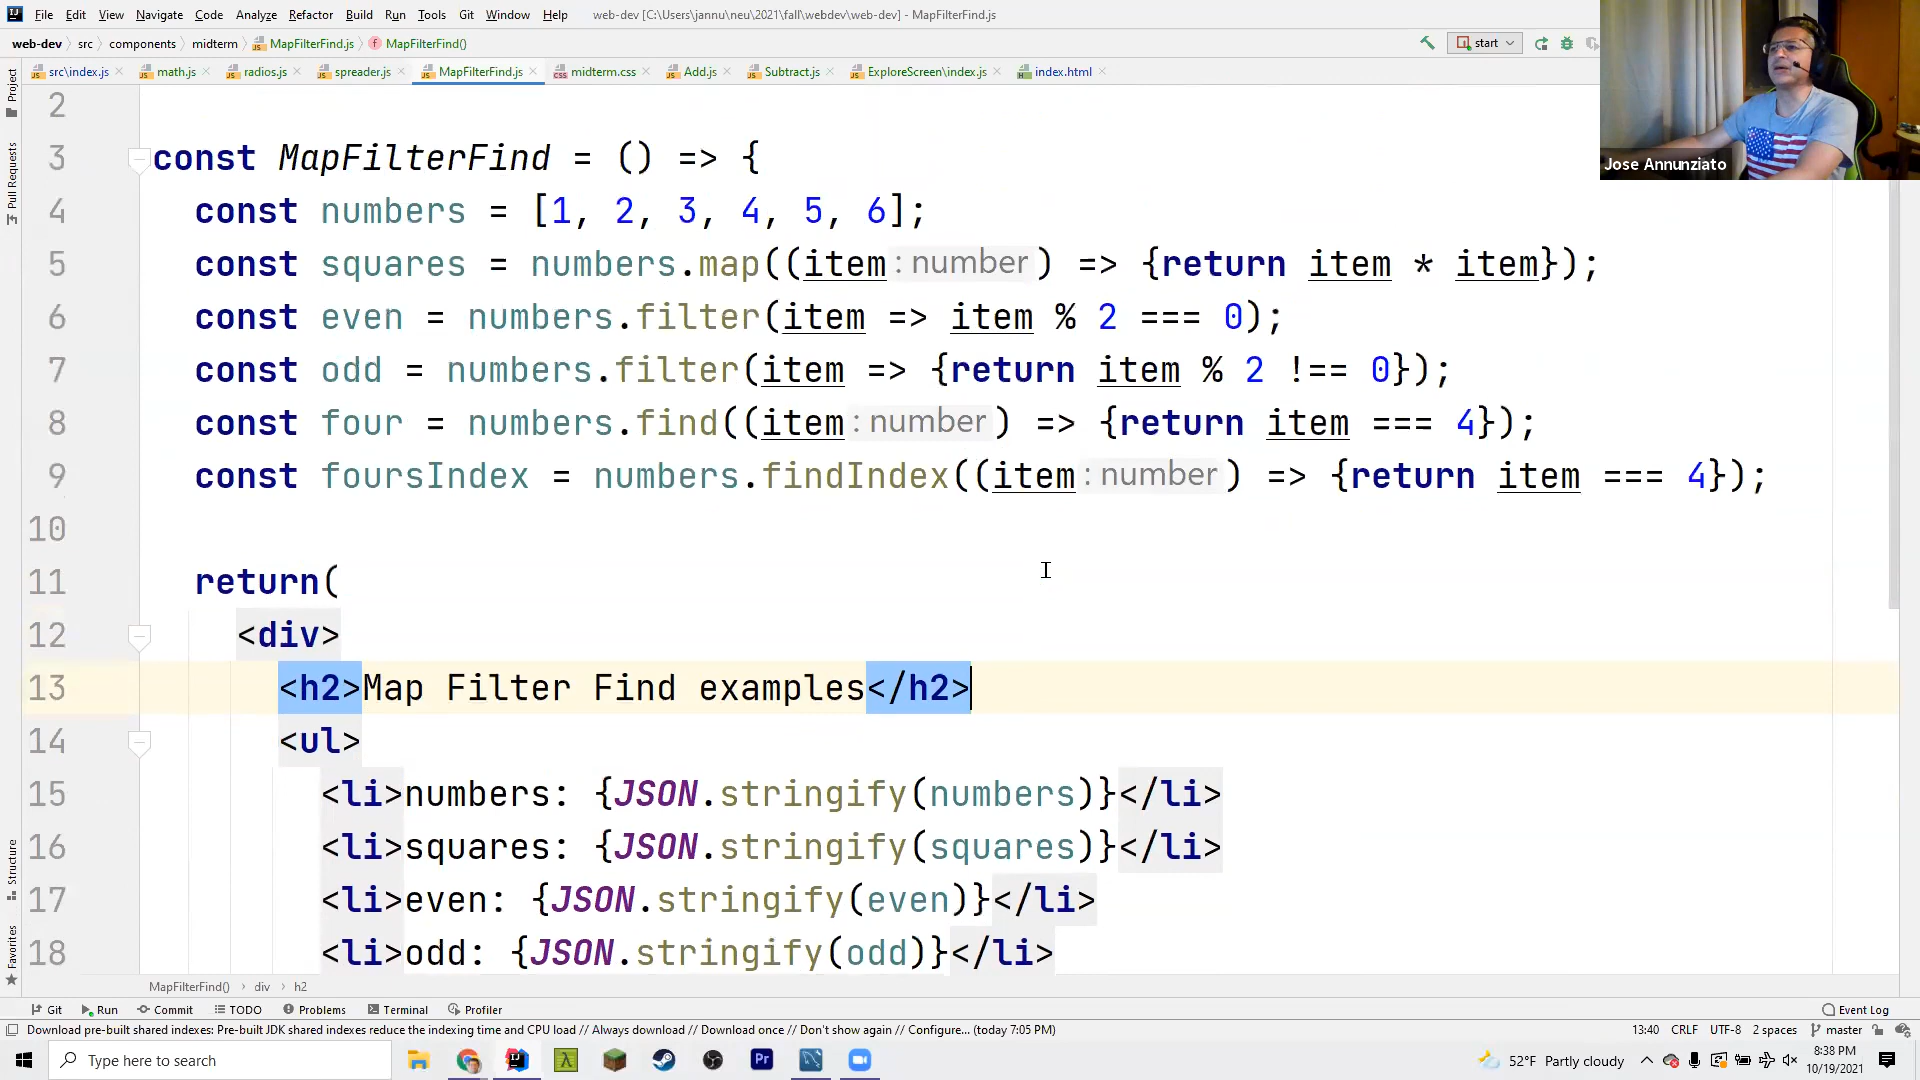 File Edit View Navigate Code Analyze Refactor Build Run Tools Git Window Help web-dev [C:\Users\jannu\neu\2021\fall\webdev\web-dev] - MapFilterFind.js
web-dev src components midterm MapFilterFind.js MapFilterFind() start
src\index.js math.js radios.js spreader.js MapFilterFind.js midterm.css Add.js Subtract.js ExploreScreen\index.js index.html
Jose Annunziato
Project
Pull Requests
Structure
Favorites
2
3 const MapFilterFind = () => {
4 const numbers = [1, 2, 3, 4, 5, 6];
5 const squares = numbers.map((item : number) => {return item * item});
6 const even = numbers.filter(item => item % 2 === 0);
7 const odd = numbers.filter(item => {return item % 2 !== 0});
8 const four = numbers.find((item : number) => {return item === 4});
9 const foursIndex = numbers.findIndex((item : number) => {return item === 4});
10
11 return(
12 <div>
13 <h2>Map Filter Find examples</h2>
14 <ul>
15 <li>numbers: {JSON.stringify(numbers)}</li>
16 <li>squares: {JSON.stringify(squares)}</li>
17 <li>even: {JSON.stringify(even)}</li>
18 <li>odd: {JSON.stringify(odd)}</li>
MapFilterFind() div h2
Git Run Commit TODO Problems Terminal Profiler Event Log
Download pre-built shared indexes: Pre-built JDK shared indexes reduce the indexing time and CPU load // Always download // Download once // Don't show again // Configure... (today 7:05 PM) 13:40 CRLF UTF-8 2 spaces master
Type here to search Pr 52°F Partly cloudy 8:38 PM
10/19/2021